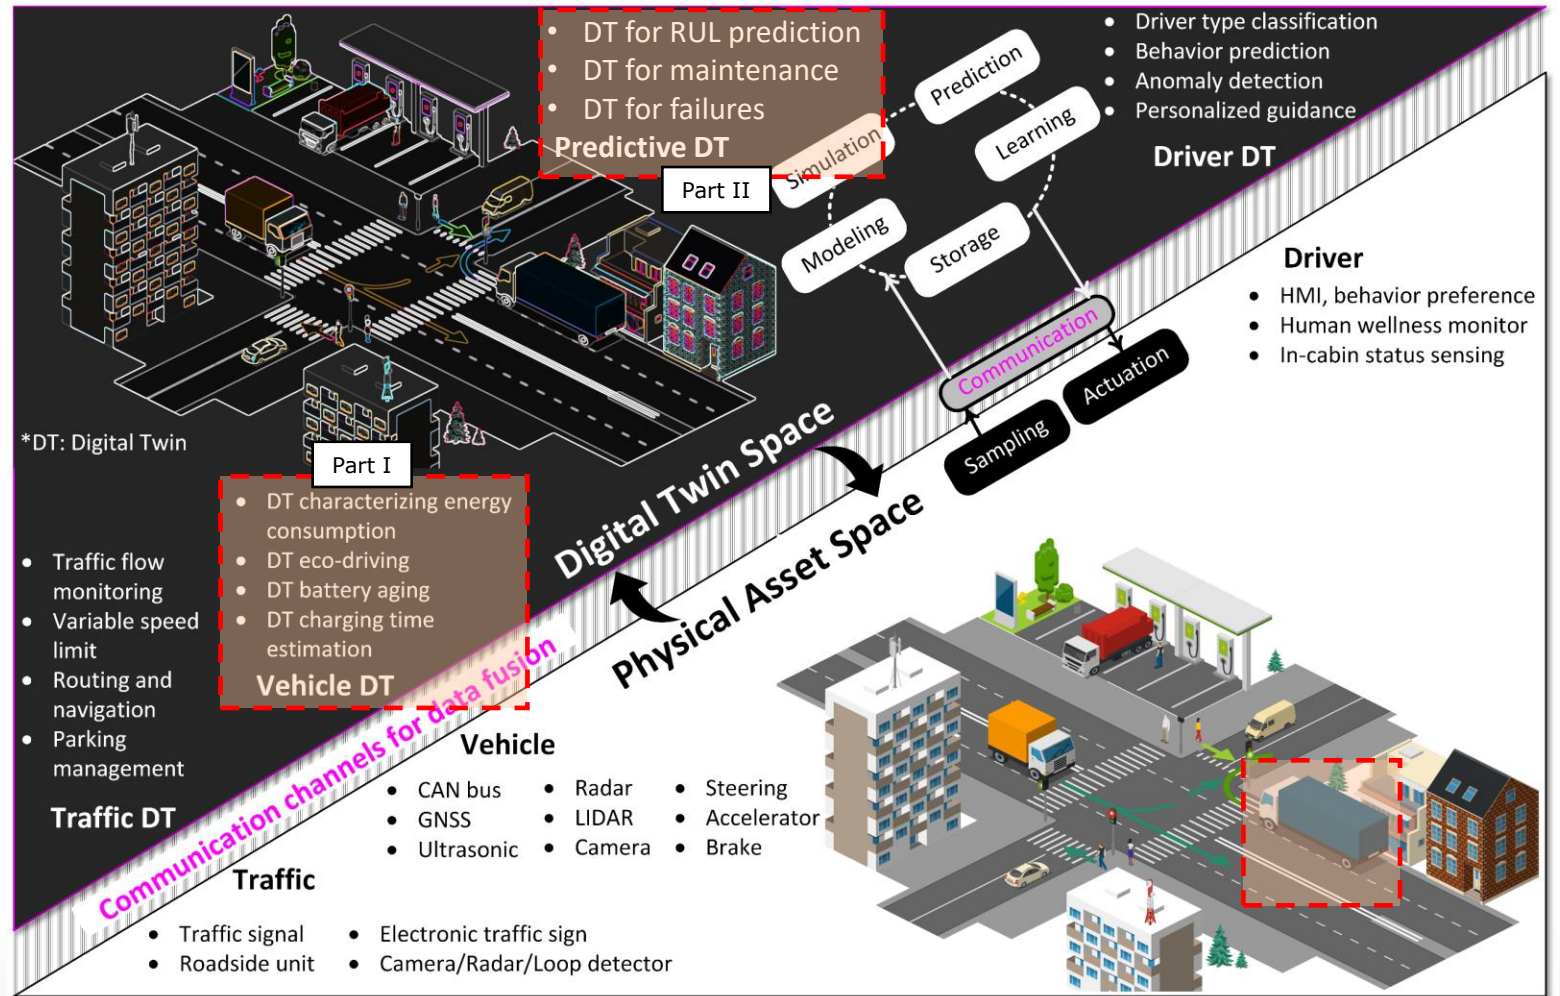 • DT for RUL prediction
• DT for maintenance
• DT for failures
Predictive DT
Part II
• Driver type classification
• Behavior prediction
• Anomaly detection
• Personalized guidance
Driver DT
Prediction
Learning
Simulation
Modeling
Storage
Communication
Actuation
Sampling
Driver
• HMI, behavior preference
• Human wellness monitor
• In-cabin status sensing
*DT: Digital Twin
Part I
• DT characterizing energy
consumption
• DT eco-driving
• DT battery aging
• DT charging time
estimation
Vehicle DT
• Traffic flow
monitoring
• Variable speed
limit
• Routing and
navigation
• Parking
management
Traffic DT
Digital Twin Space
Physical Asset Space
Communication channels for data fusion
Vehicle
• CAN bus
• GNSS
• Ultrasonic
• Radar
• LIDAR
• Camera
• Steering
• Accelerator
• Brake
Traffic
• Traffic signal
• Roadside unit
• Electronic traffic sign
• Camera/Radar/Loop detector